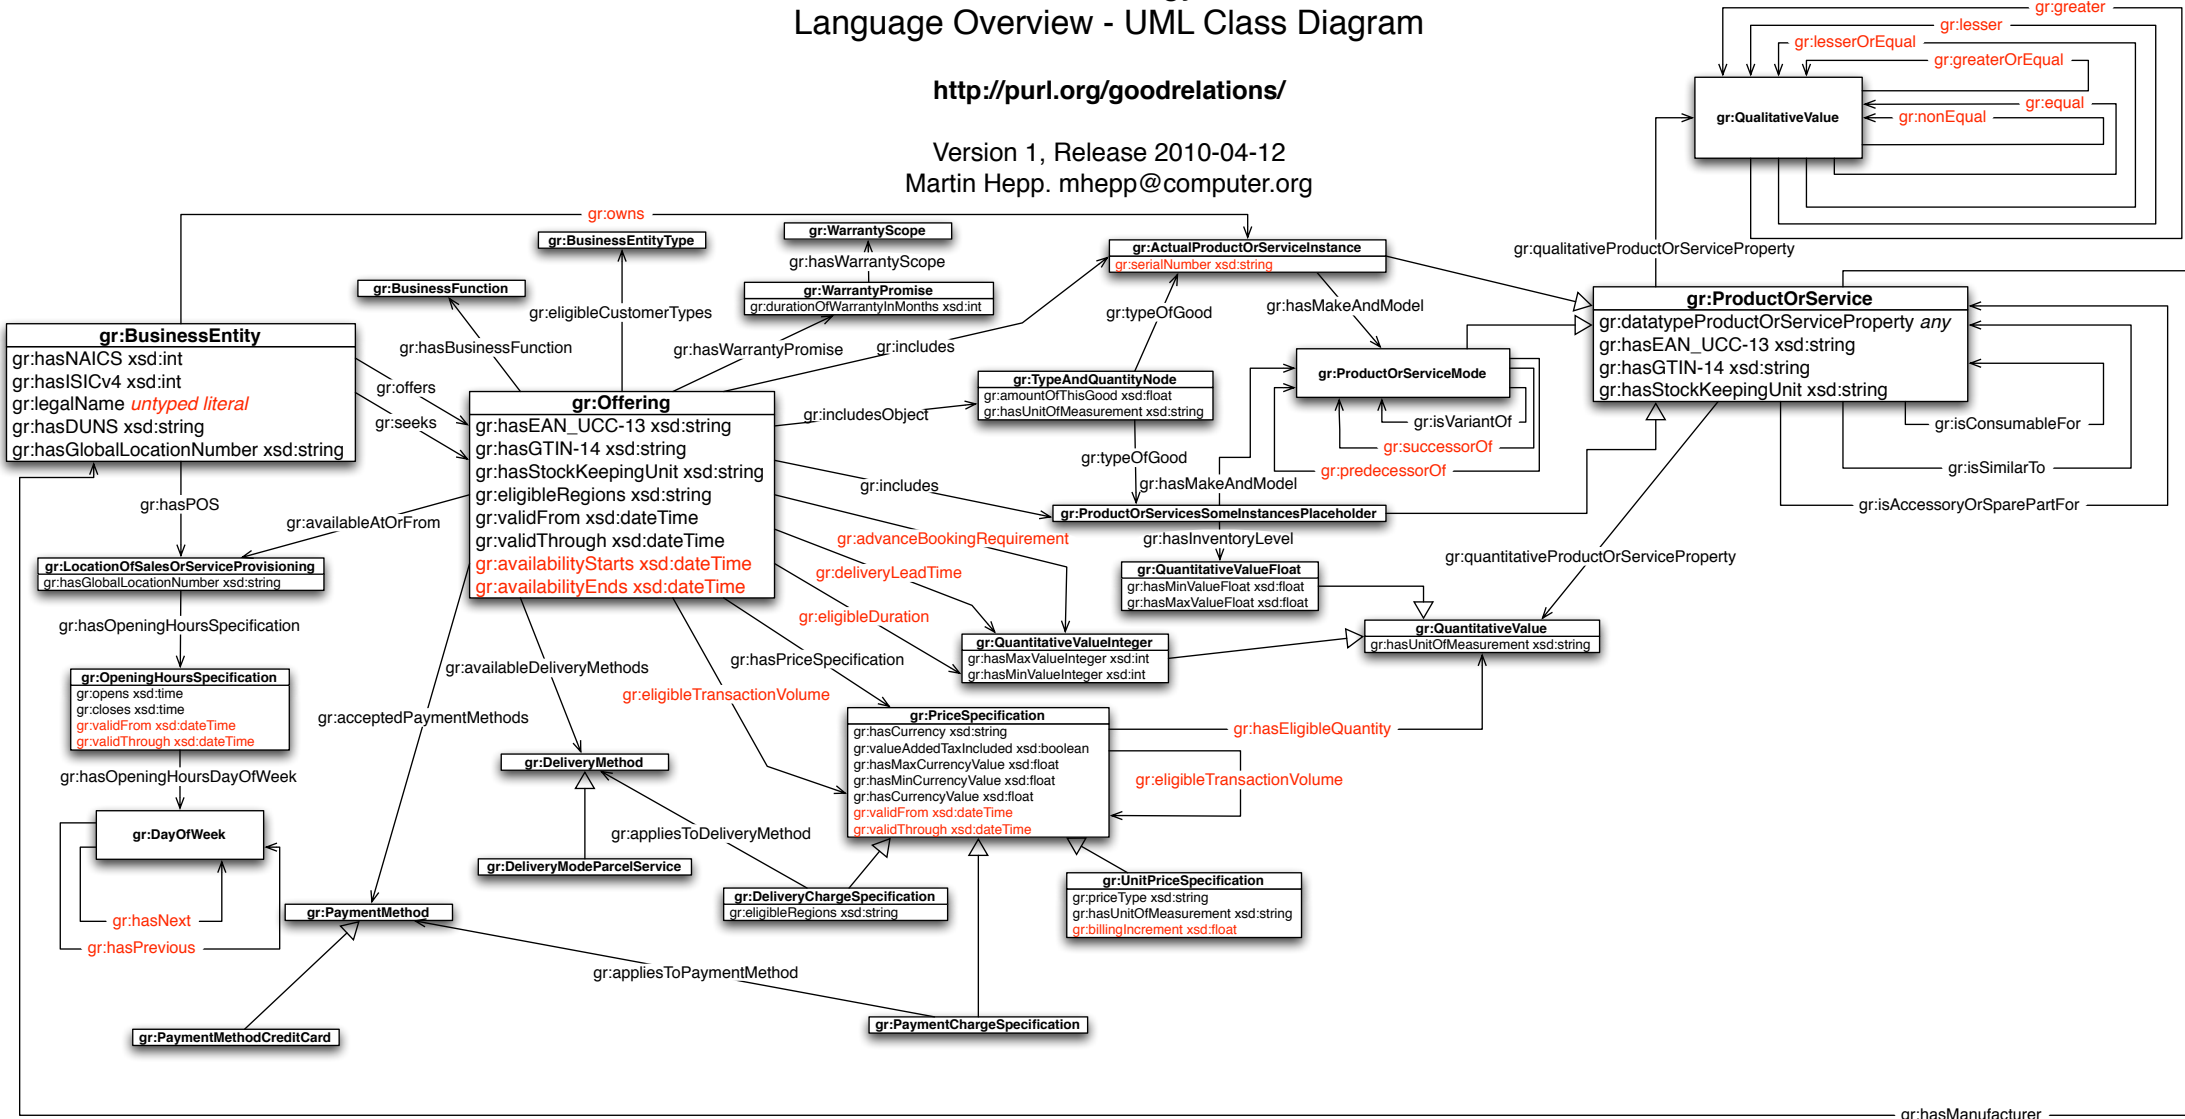 Language Overview - UML Class Diagram
http://purl.org/goodrelations/
Version 1, Release 2010-04-12
Martin Hepp. mhepp@computer.org
gr:greater
gr:lesser
gr:lesserOrEqual
gr:greaterOrEqual
gr:equal
gr:nonEqual
gr:QualitativeValue
gr:qualitativeProductOrServiceProperty
gr:owns
gr:BusinessEntityType
gr:WarrantyScope
gr:hasWarrantyScope
gr:WarrantyPromise
gr:durationOfWarrantyInMonths xsd:int
gr:ActualProductOrServiceInstance
gr:serialNumber xsd:string
gr:BusinessFunction
gr:eligibleCustomerTypes
gr:hasBusinessFunction
gr:hasWarrantyPromise
gr:includes
gr:typeOfGood
gr:hasMakeAndModel
gr:ProductOrService
gr:datatypeProductOrServiceProperty any
gr:hasEAN_UCC-13 xsd:string
gr:hasGTIN-14 xsd:string
gr:hasStockKeepingUnit xsd:string
gr:BusinessEntity
gr:hasNAICS xsd:int
gr:hasISICv4 xsd:int
gr:legalName untyped literal
gr:hasDUNS xsd:string
gr:hasGlobalLocationNumber xsd:string
gr:offers
gr:seeks
gr:Offering
gr:hasEAN_UCC-13 xsd:string
gr:hasGTIN-14 xsd:string
gr:hasStockKeepingUnit xsd:string
gr:eligibleRegions xsd:string
gr:validFrom xsd:dateTime
gr:validThrough xsd:dateTime
gr:availabilityStarts xsd:dateTime
gr:availabilityEnds xsd:dateTime
gr:includesObject
gr:TypeAndQuantityNode
gr:amountOfThisGood xsd:float
gr:hasUnitOfMeasurement xsd:string
gr:ProductOrServiceMode
gr:isVariantOf
gr:successorOf
gr:predecessorOf
gr:isConsumableFor
gr:isSimilarTo
gr:isAccessoryOrSparePartFor
gr:typeOfGood
gr:hasMakeAndModel
gr:includes
gr:ProductOrServicesSomeInstancesPlaceholder
gr:hasInventoryLevel
gr:hasPOS
gr:availableAtOrFrom
gr:advanceBookingRequirement
gr:deliveryLeadTime
gr:eligibleDuration
gr:quantitativeProductOrServiceProperty
gr:QuantitativeValueFloat
gr:hasMinValueFloat xsd:float
gr:hasMaxValueFloat xsd:float
gr:LocationOfSalesOrServiceProvisioning
gr:hasGlobalLocationNumber xsd:string
gr:hasOpeningHoursSpecification
gr:QuantitativeValueInteger
gr:hasMaxValueInteger xsd:int
gr:hasMinValueInteger xsd:int
gr:QuantitativeValue
gr:hasUnitOfMeasurement xsd:string
gr:OpeningHoursSpecification
gr:opens xsd:time
gr:closes xsd:time
gr:validFrom xsd:dateTime
gr:validThrough xsd:dateTime
gr:availableDeliveryMethods
gr:hasPriceSpecification
gr:eligibleTransactionVolume
gr:acceptedPaymentMethods
gr:PriceSpecification
gr:hasCurrency xsd:string
gr:valueAddedTaxIncluded xsd:boolean
gr:hasMaxCurrencyValue xsd:float
gr:hasMinCurrencyValue xsd:float
gr:hasCurrencyValue xsd:float
gr:validFrom xsd:dateTime
gr:validThrough xsd:dateTime
gr:hasEligibleQuantity
gr:eligibleTransactionVolume
gr:hasOpeningHoursDayOfWeek
gr:DeliveryMethod
gr:DayOfWeek
gr:appliesToDeliveryMethod
gr:DeliveryModeParcelService
gr:DeliveryChargeSpecification
gr:eligibleRegions xsd:string
gr:UnitPriceSpecification
gr:priceType xsd:string
gr:hasUnitOfMeasurement xsd:string
gr:billingIncrement xsd:float
gr:hasNext
gr:hasPrevious
gr:PaymentMethod
gr:appliesToPaymentMethod
gr:PaymentMethodCreditCard
gr:PaymentChargeSpecification
gr:hasManufacturer